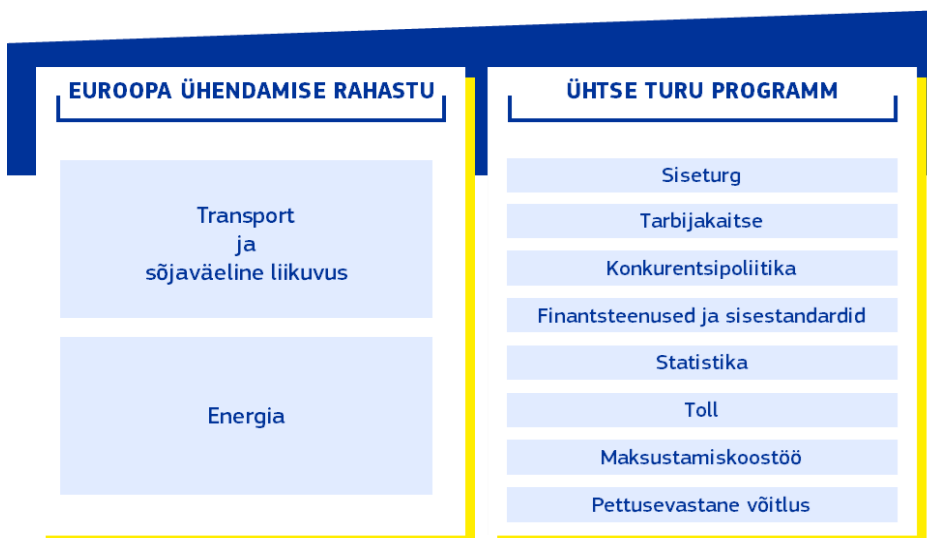 EUROOPA ÜHENDAMISE RAHASTU
Transport
ja
sõjaväeline liikuvus
Energia
ÜHTSE TURU PROGRAMM
Siseturg
Tarbijakaitse
Konkurentsipoliitika
Finantsteenused ja sisestandardid
Statistika
Toll
Maksustamiskoostöö
Pettusevastane võitlus